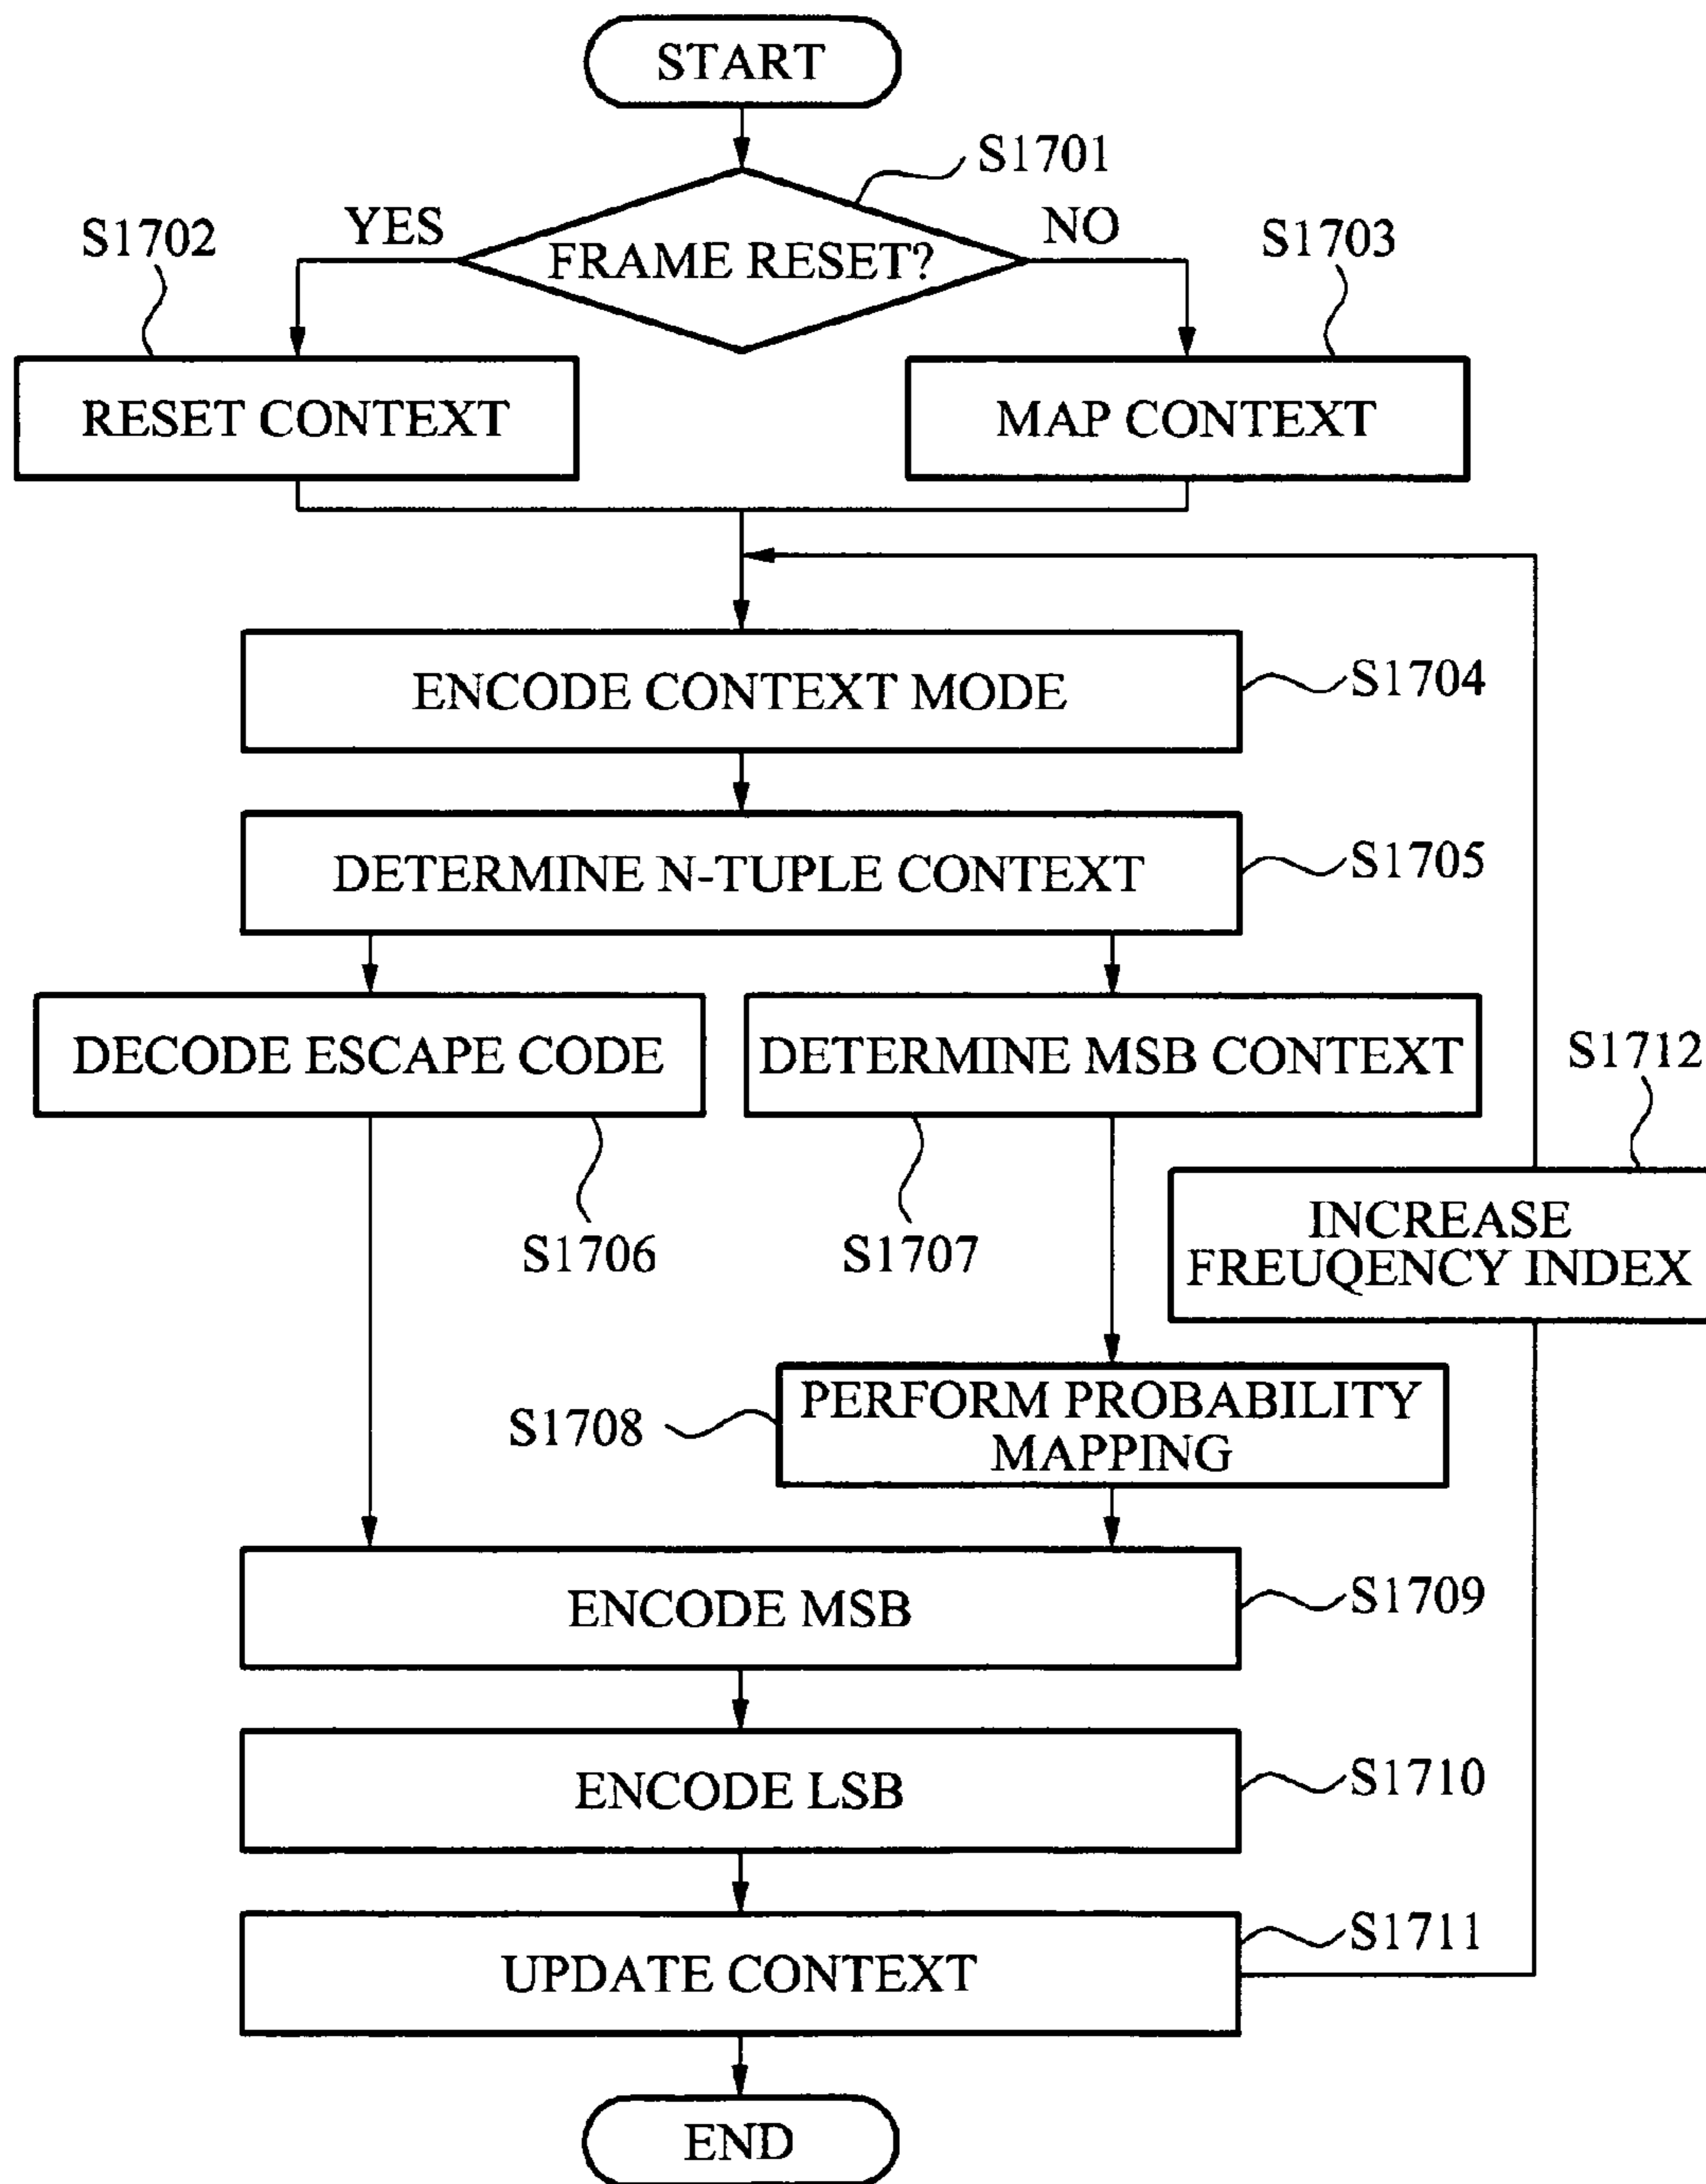 START
S1701
YES
NO
S1702
S1703
FRAME RESET?
RESET CONTEXT
MAP CONTEXT
ENCODE CONTEXT MODE
S1704
DETERMINE N-TUPLE CONTEXT
S1705
DECODE ESCAPE CODE
DETERMINE MSB CONTEXT
S1712
S1706
S1707
INCREASE
FREUQENCY INDEX
S1708
PERFORM PROBABILITY
MAPPING
ENCODE MSB
S1709
ENCODE LSB
S1710
UPDATE CONTEXT
S1711
END